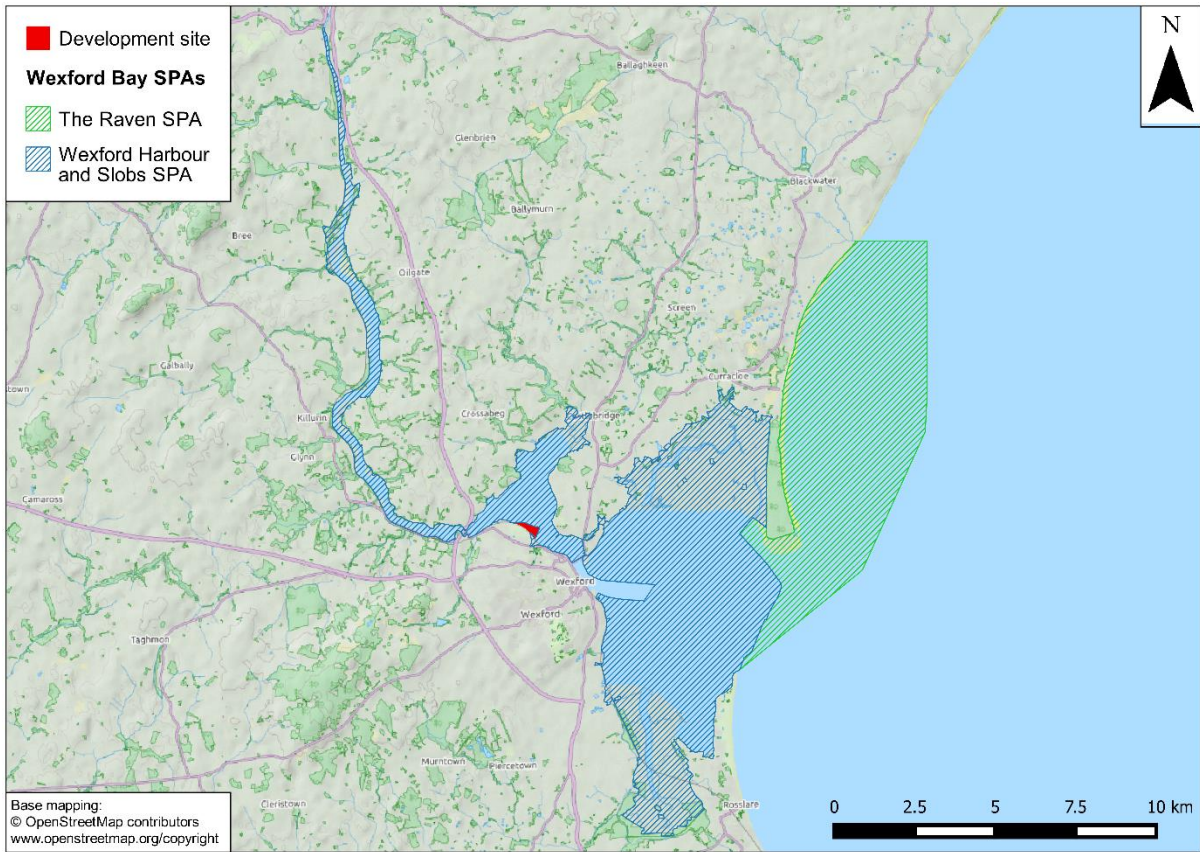 Development site
Wexford Bay SPAs
The Raven SPA
Wexford Harbour
and Slobs SPA
N
Ballaghkeen
Glenbrien
Blackwater
Ballymurn
Bree
Oilgate
Screen
Galbally
town
Curracloe
Killurin
Crossabeg
bridge
Glynn
Camaross
Wexford
Wexford
Taghmon
Murntown
Piercetown
Cleristown
Rosslare
Base mapping:
© OpenStreetMap contributors
www.openstreetmap.org/copyright
0 2.5 5 7.5 10 km